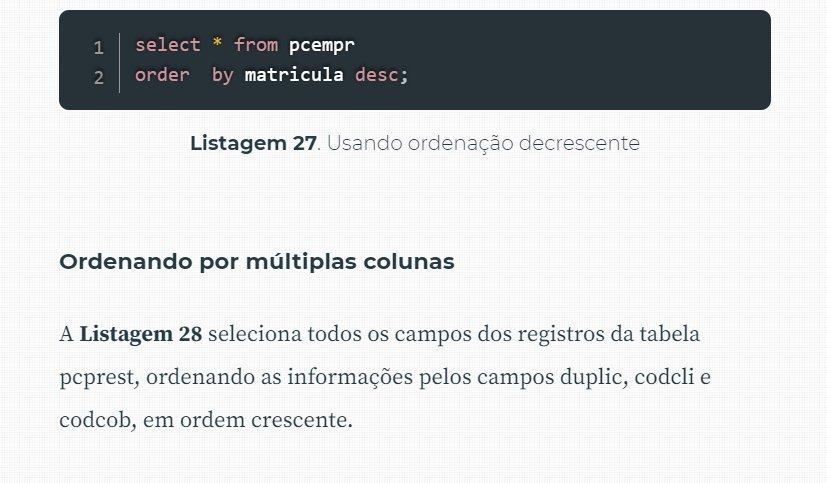 1 select * from pcempr
2 order  by matricula desc;
Listagem 27. Usando ordenação decrescente
Ordenando por múltiplas colunas
A Listagem 28 seleciona todos os campos dos registros da tabela
pcprest, ordenando as informações pelos campos duplic, codcli e
codcob, em ordem crescente.